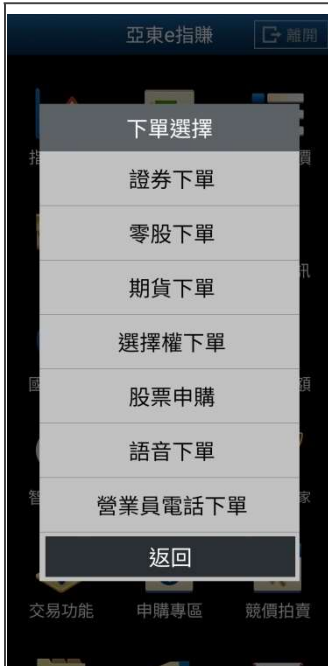 亞東e指賺
離開
下單選擇
證券下單
零股下單
期貨下單
選擇權下單
股票申購
語音下單
營業員電話下單
返回
交易功能
申購專區
競價拍賣